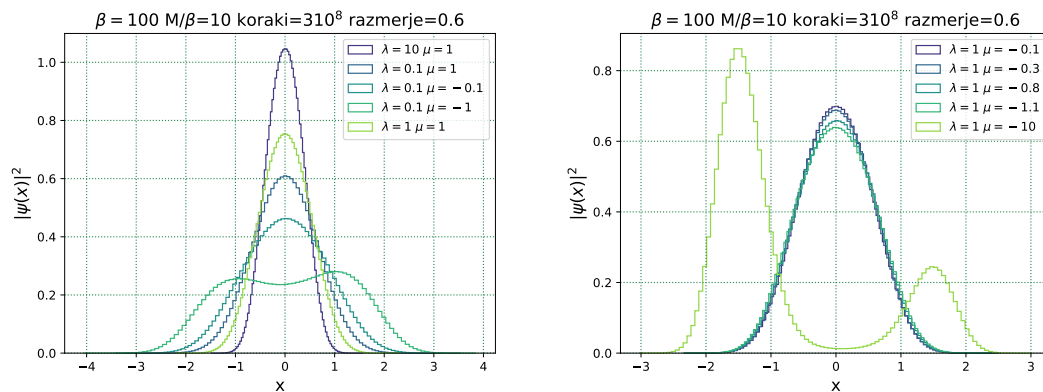 β = 100 M/β=10 koraki=310⁸ razmerje=0.6
|ψ(x)|²
1.0
0.8
0.6
0.4
0.2
0.0
−4 −3 −2 −1 0 1 2 3 4
x
λ = 10 μ = 1
λ = 0.1 μ = 1
λ = 0.1 μ = −0.1
λ = 0.1 μ = −1
λ = 1 μ = 1
β = 100 M/β=10 koraki=310⁸ razmerje=0.6
|ψ(x)|²
0.8
0.6
0.4
0.2
0.0
−3 −2 −1 0 1 2 3
x
λ = 1 μ = −0.1
λ = 1 μ = −0.3
λ = 1 μ = −0.8
λ = 1 μ = −1.1
λ = 1 μ = −10